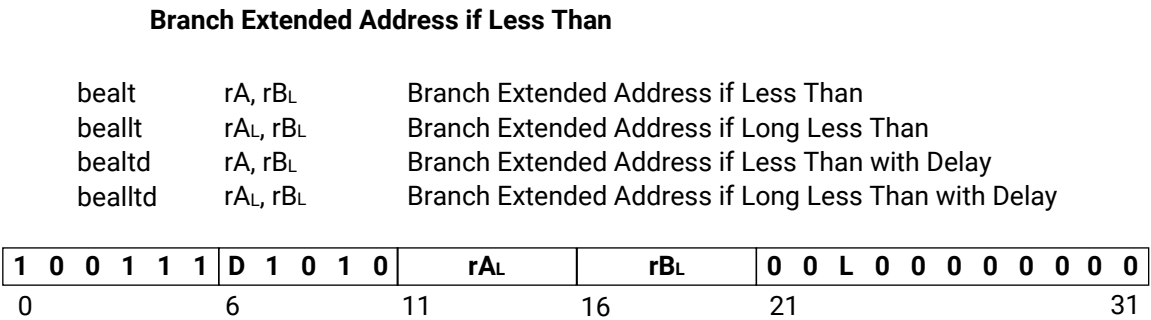 Branch Extended Address if Less Than
bealt rA, rBL Branch Extended Address if Less Than
beallt rAL, rBL Branch Extended Address if Long Less Than
bealtd rA, rBL Branch Extended Address if Less Than with Delay
bealltd rAL, rBL Branch Extended Address if Long Less Than with Delay
1 0 0 1 1 1 D 1 0 1 0 rAL rBL 0 0 L 0 0 0 0 0 0 0 0
0 6 11 16 21 31